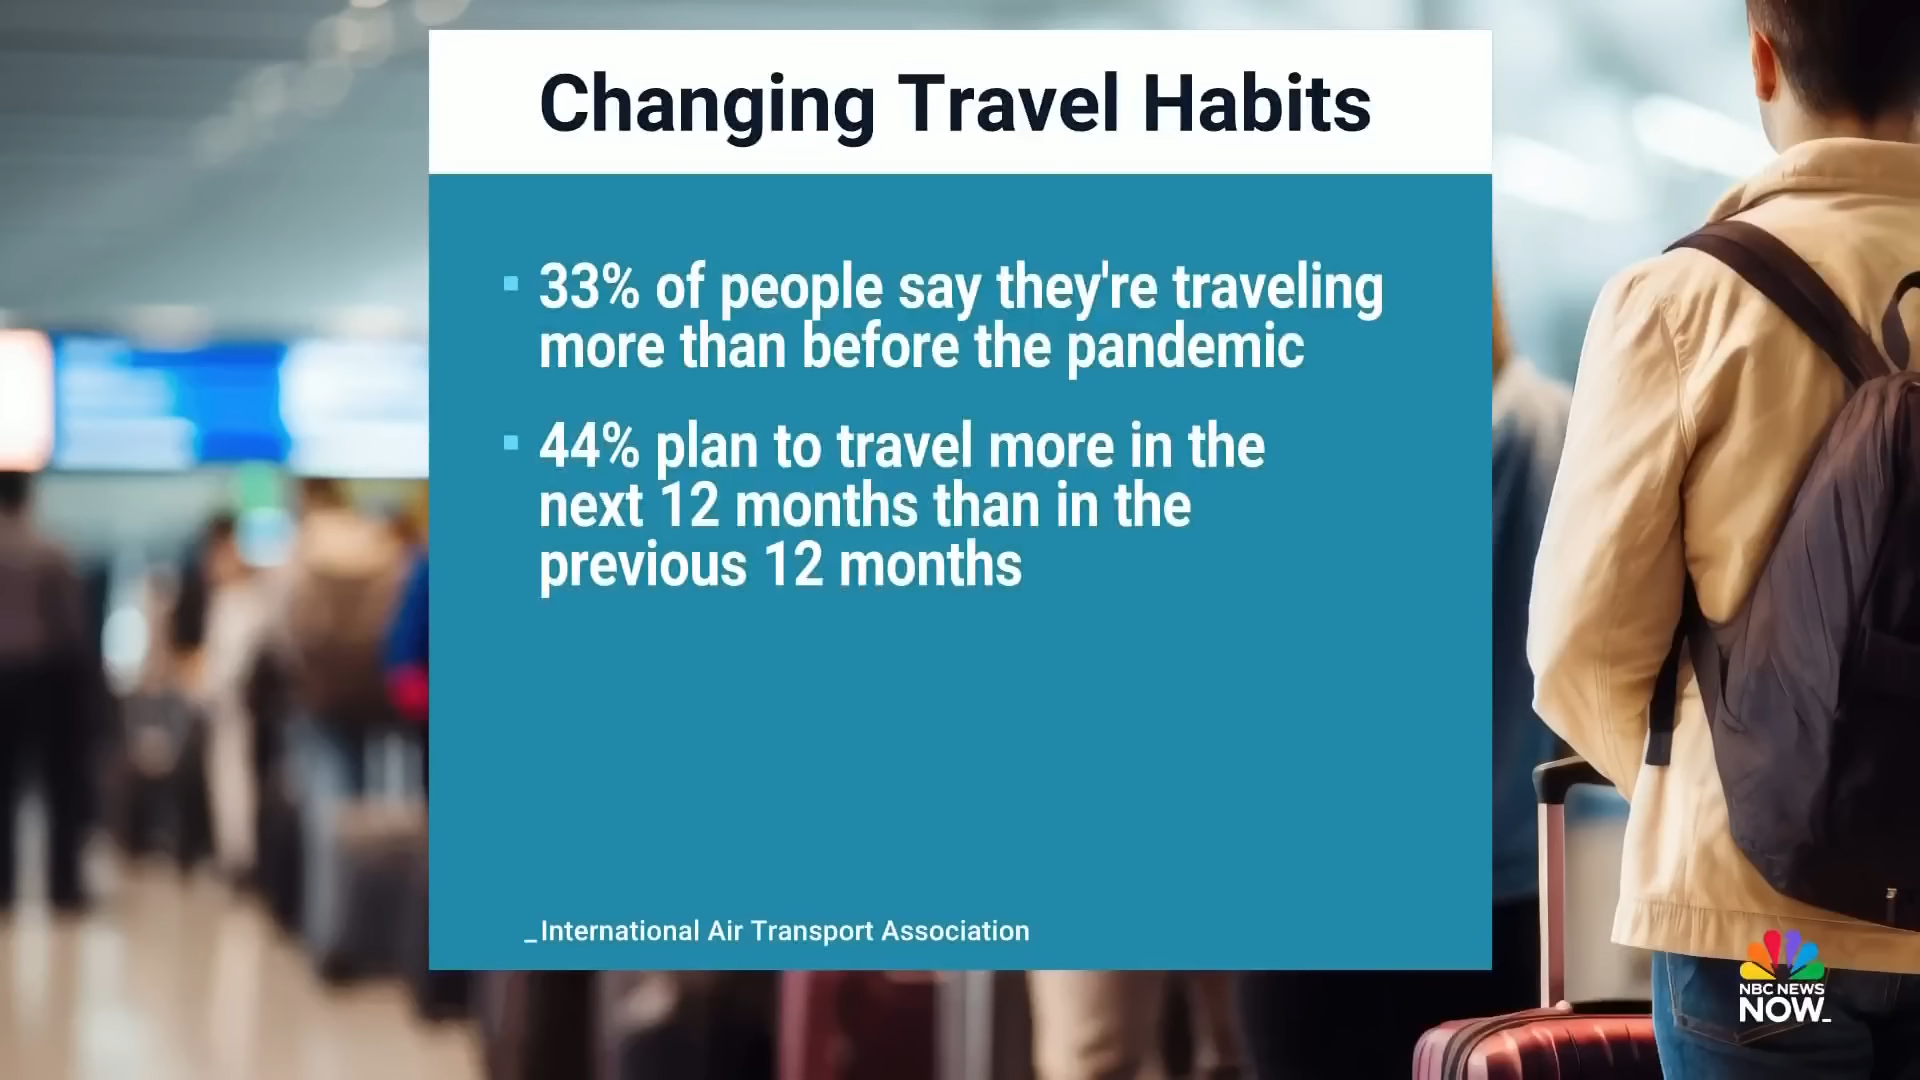 Changing Travel Habits
33% of people say they're traveling
more than before the pandemic
44% plan to travel more in the
next 12 months than in the
previous 12 months
_International Air Transport Association
NBC NEWS
NOW_